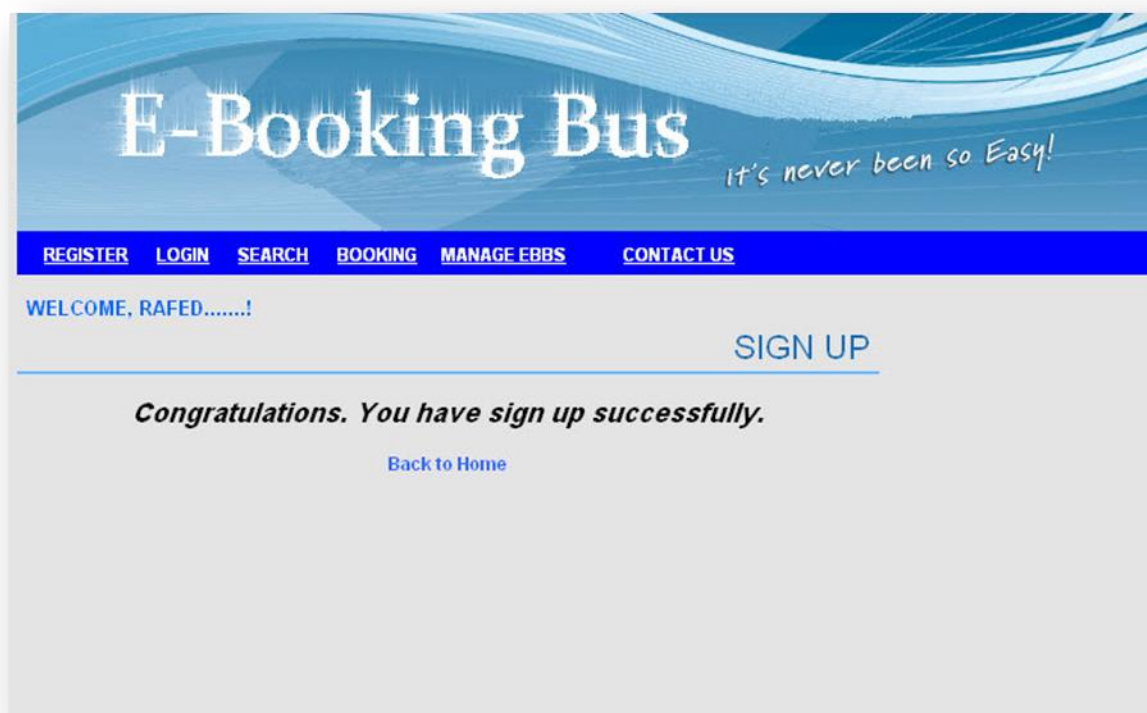 E-Booking Bus
It's never been so Easy!
REGISTER LOGIN SEARCH BOOKING MANAGE EBBS CONTACT US
WELCOME, RAFED.......!
SIGN UP
Congratulations. You have sign up successfully.
Back to Home